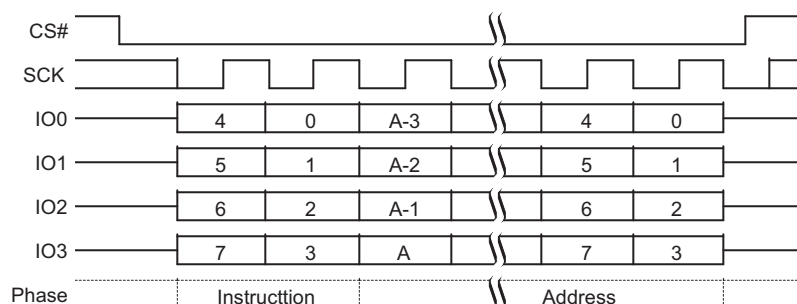 CS#
SCK
IO0 4 0 A-3 4 0
IO1 5 1 A-2 5 1
IO2 6 2 A-1 6 2
IO3 7 3 A 7 3
Phase Instructtion Address